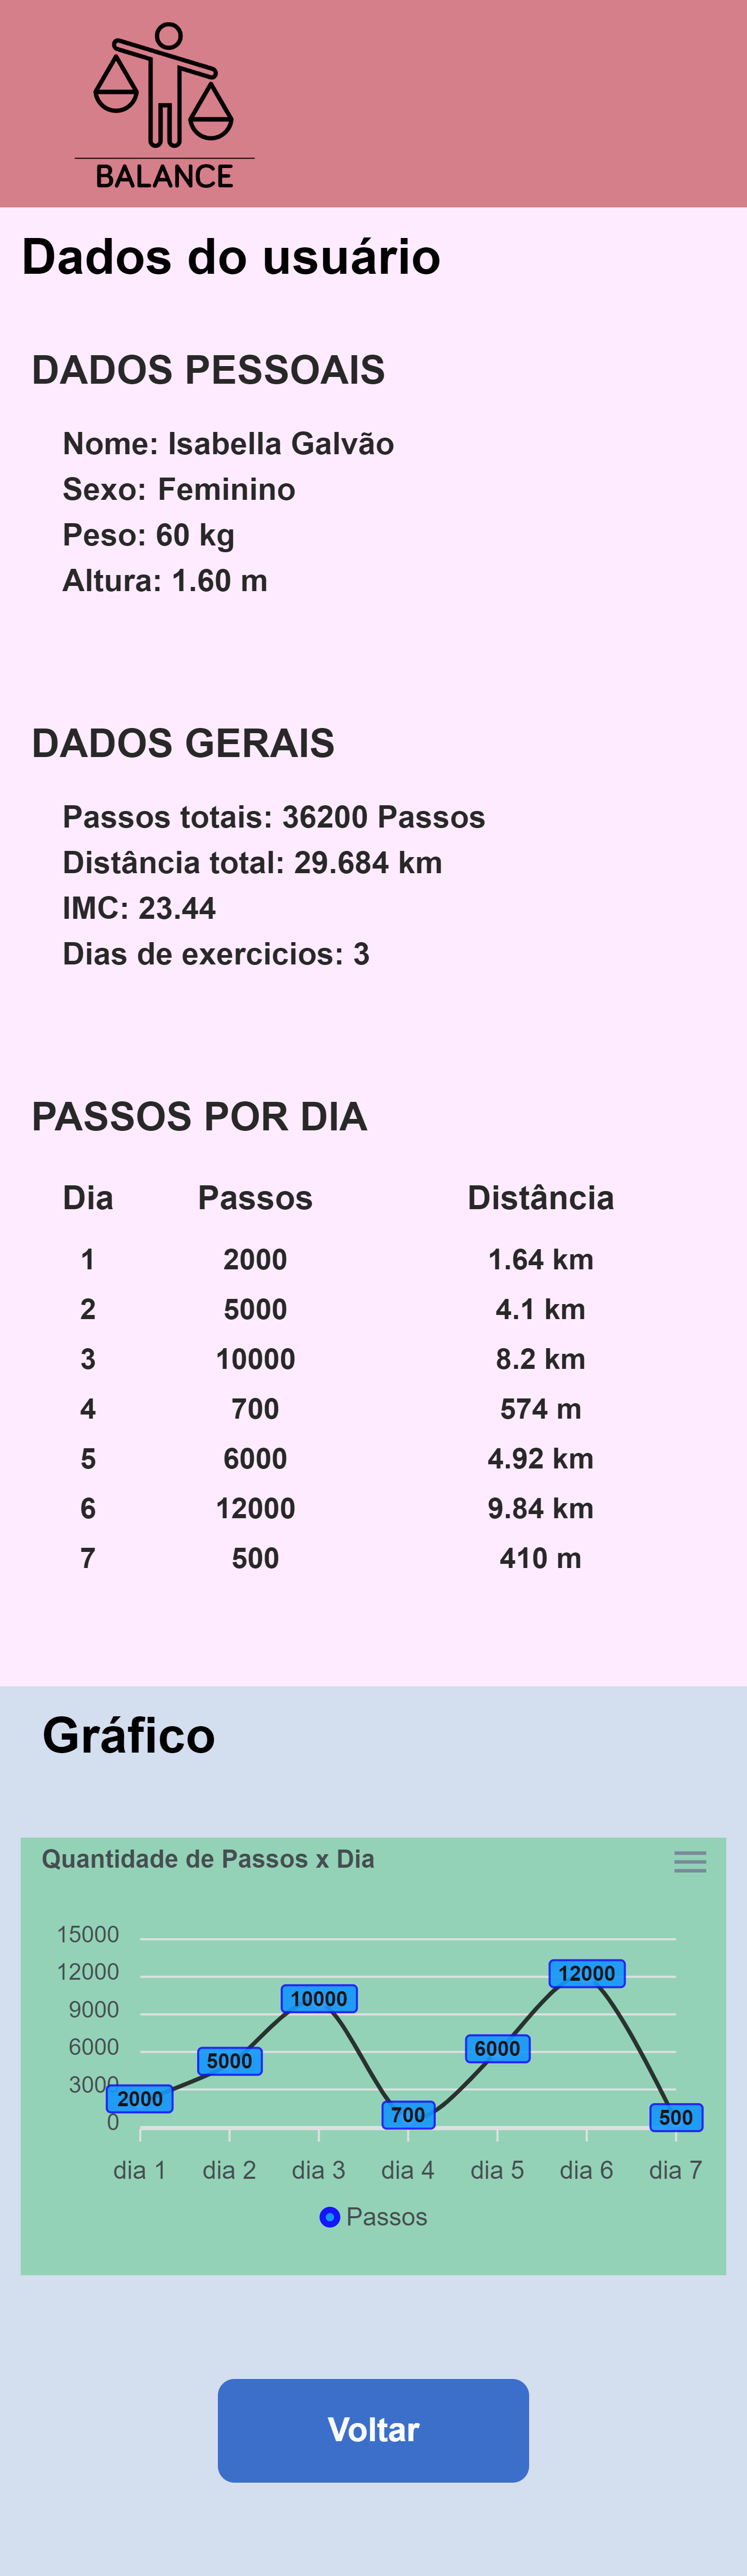 BALANCE
Dados do usuário
DADOS PESSOAIS
Nome: Isabella Galvão
Sexo: Feminino
Peso: 60 kg
Altura: 1.60 m
DADOS GERAIS
Passos totais: 36200 Passos
Distância total: 29.684 km
IMC: 23.44
Dias de exercicios: 3
PASSOS POR DIA
Dia Passos Distância
1 2000 1.64 km
2 5000 4.1 km
3 10000 8.2 km
4 700 574 m
5 6000 4.92 km
6 12000 9.84 km
7 500 410 m
Gráfico
Quantidade de Passos x Dia
15000
12000
9000
6000
3000
0
2000
5000
10000
700
6000
12000
500
dia 1 dia 2 dia 3 dia 4 dia 5 dia 6 dia 7
Passos
Voltar